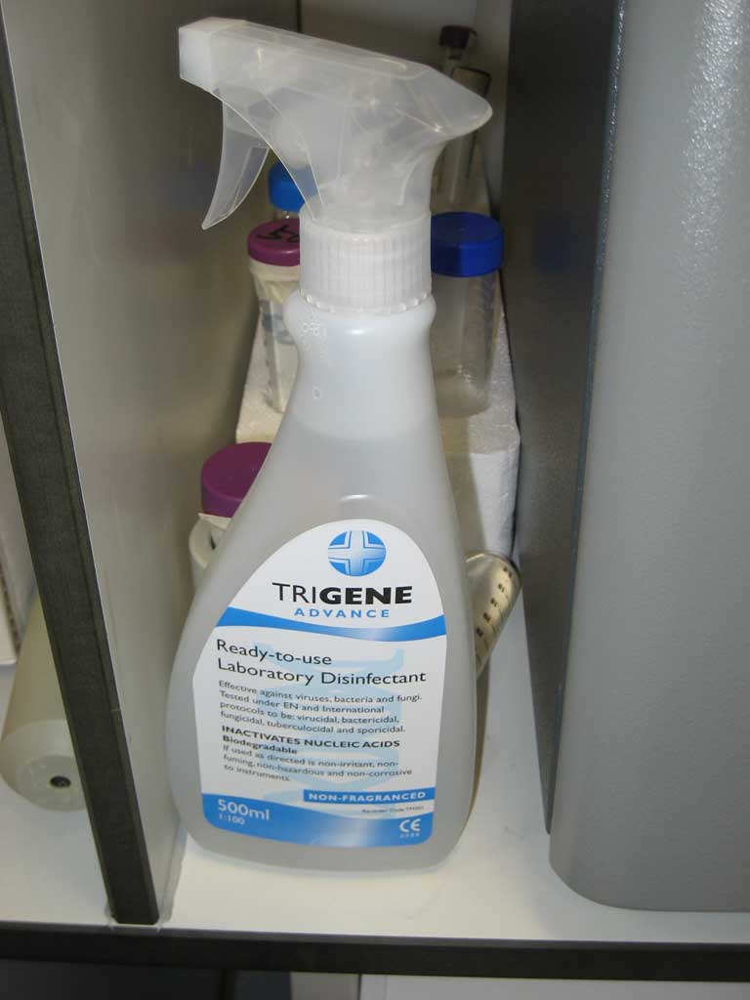 TRIGENE
ADVANCE
Ready-to-use
Laboratory Disinfectant
Effective against viruses, bacteria and fungi.
Tested under EN and International
protocols to be: virucidal, bactericidal,
fungicidal, tuberculocidal and sporicidal.
INACTIVATES NUCLEIC ACIDS
Biodegradable
If used as directed is non-irritant, non-
fuming, non-hazardous and non-corrosive
to instruments.
NON-FRAGRANCED
500ml
1:100
Reorder Code
CE